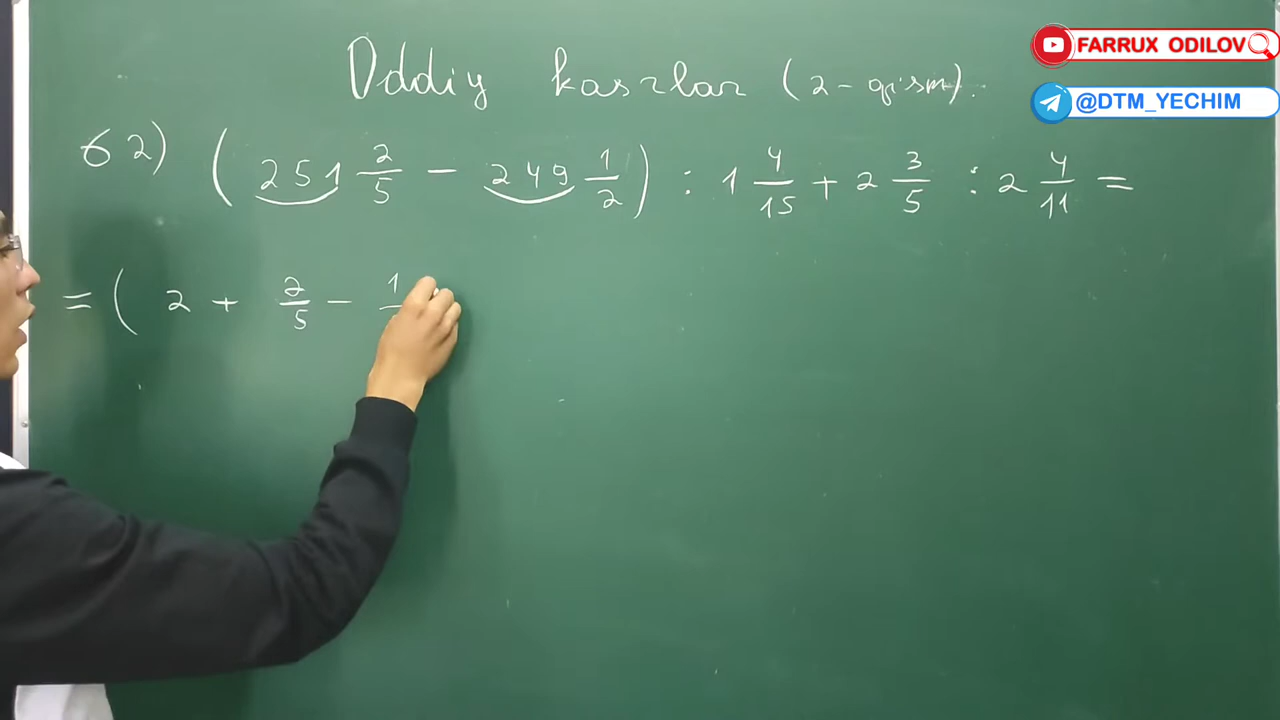 Oddiy kasrlar (2-qism).
FARRUX ODILOV
@DTM_YECHIM
62) (251 2/5 - 249 1/2) : 1 4/15 + 2 3/5 : 2 4/11 =
= ( 2 + 2/5 - 1